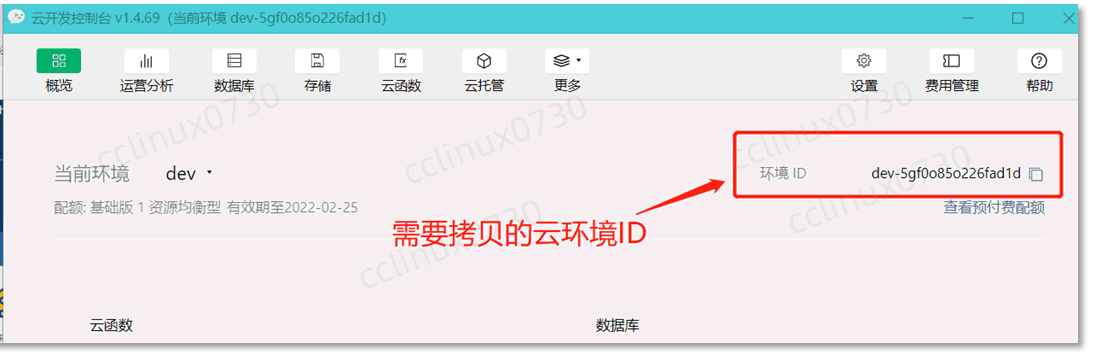 云开发控制台 v1.4.69（当前环境 dev-5gf0o85o226fad1d）
概览 运营分析 数据库 存储 云函数 云托管 更多 设置 费用管理 帮助
当前环境 dev
环境 ID dev-5gf0o85o226fad1d
配额: 基础版 1 资源均衡型 有效期至2022-02-25
查看预付费配额
需要拷贝的云环境ID
云函数 数据库
cclinux0730
cclinux0730
cclinux0730
cclinux0730
cclinux0730